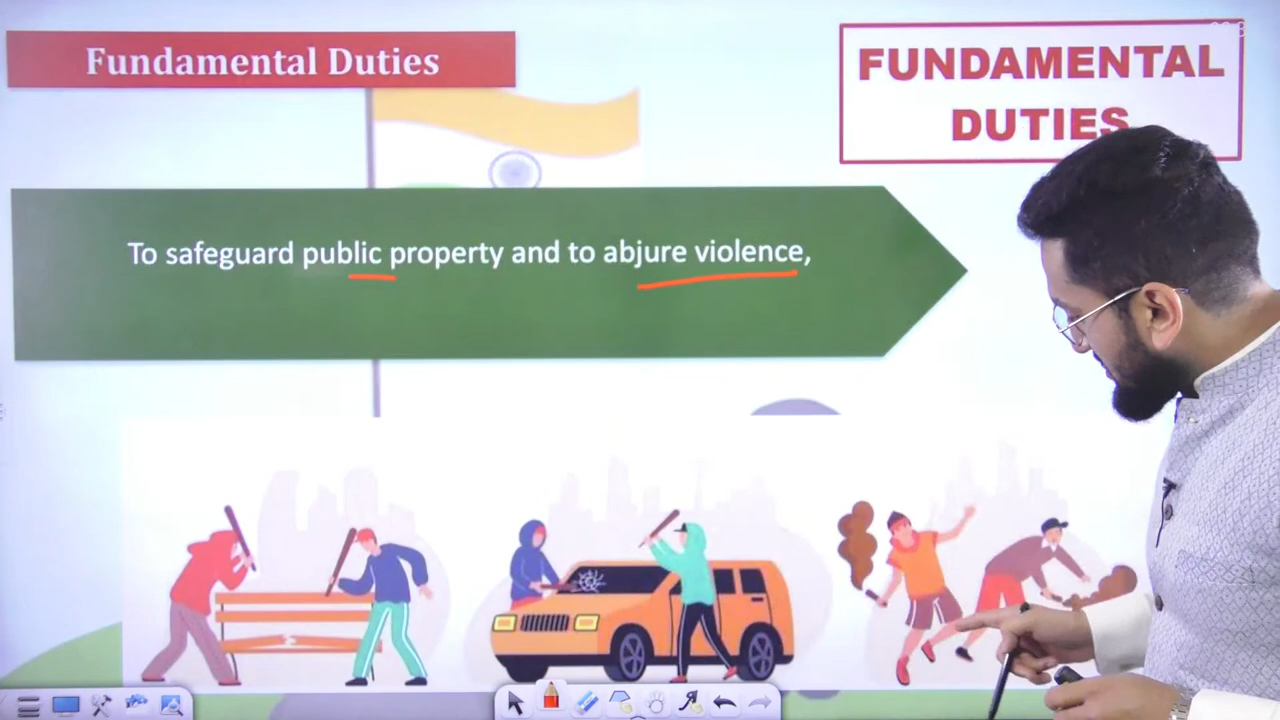 Fundamental Duties
FUNDAMENTAL
DUTIES
To safeguard public property and to abjure violence,